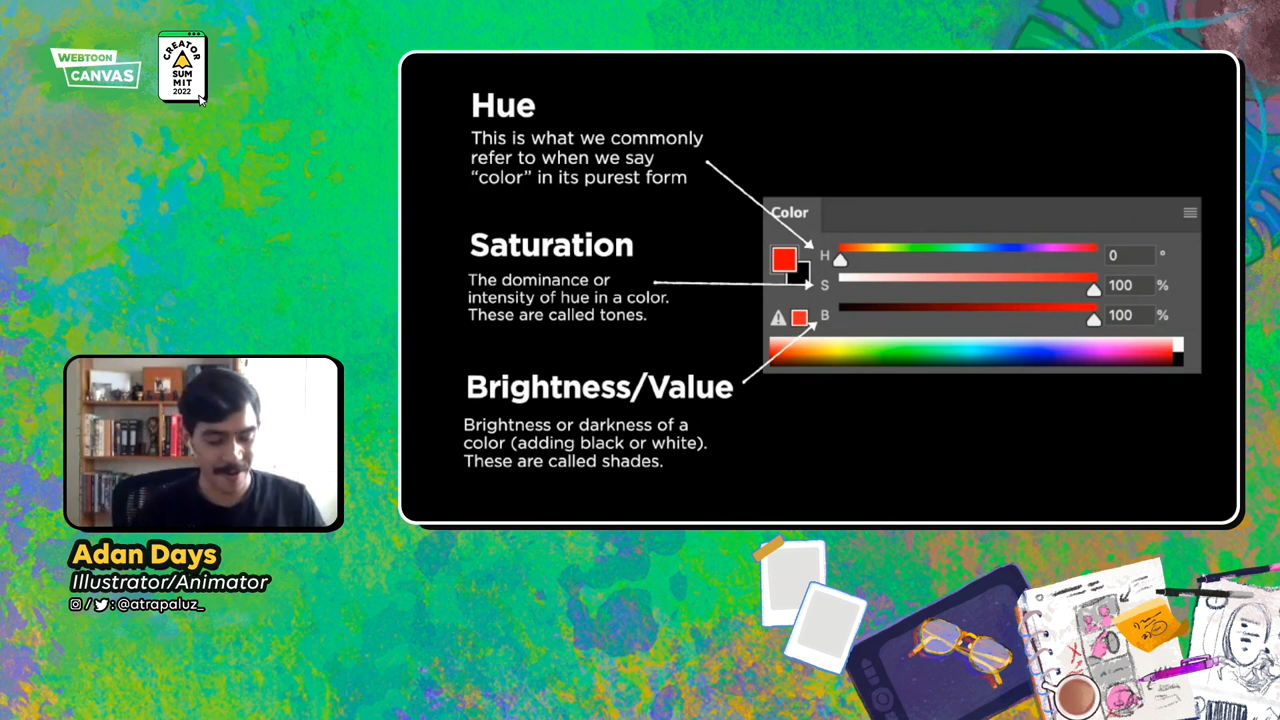 WEBTOON
CANVAS
CREATOR
SUM
MIT
2022
Hue
This is what we commonly
refer to when we say
“color” in its purest form
Saturation
The dominance or
intensity of hue in a color.
These are called tones.
Brightness/Value
Brightness or darkness of a
color (adding black or white).
These are called shades.
Color
H 0 °
S 100 %
B 100 %
Adan Days
Illustrator/Animator
/ : @atrapaluz_